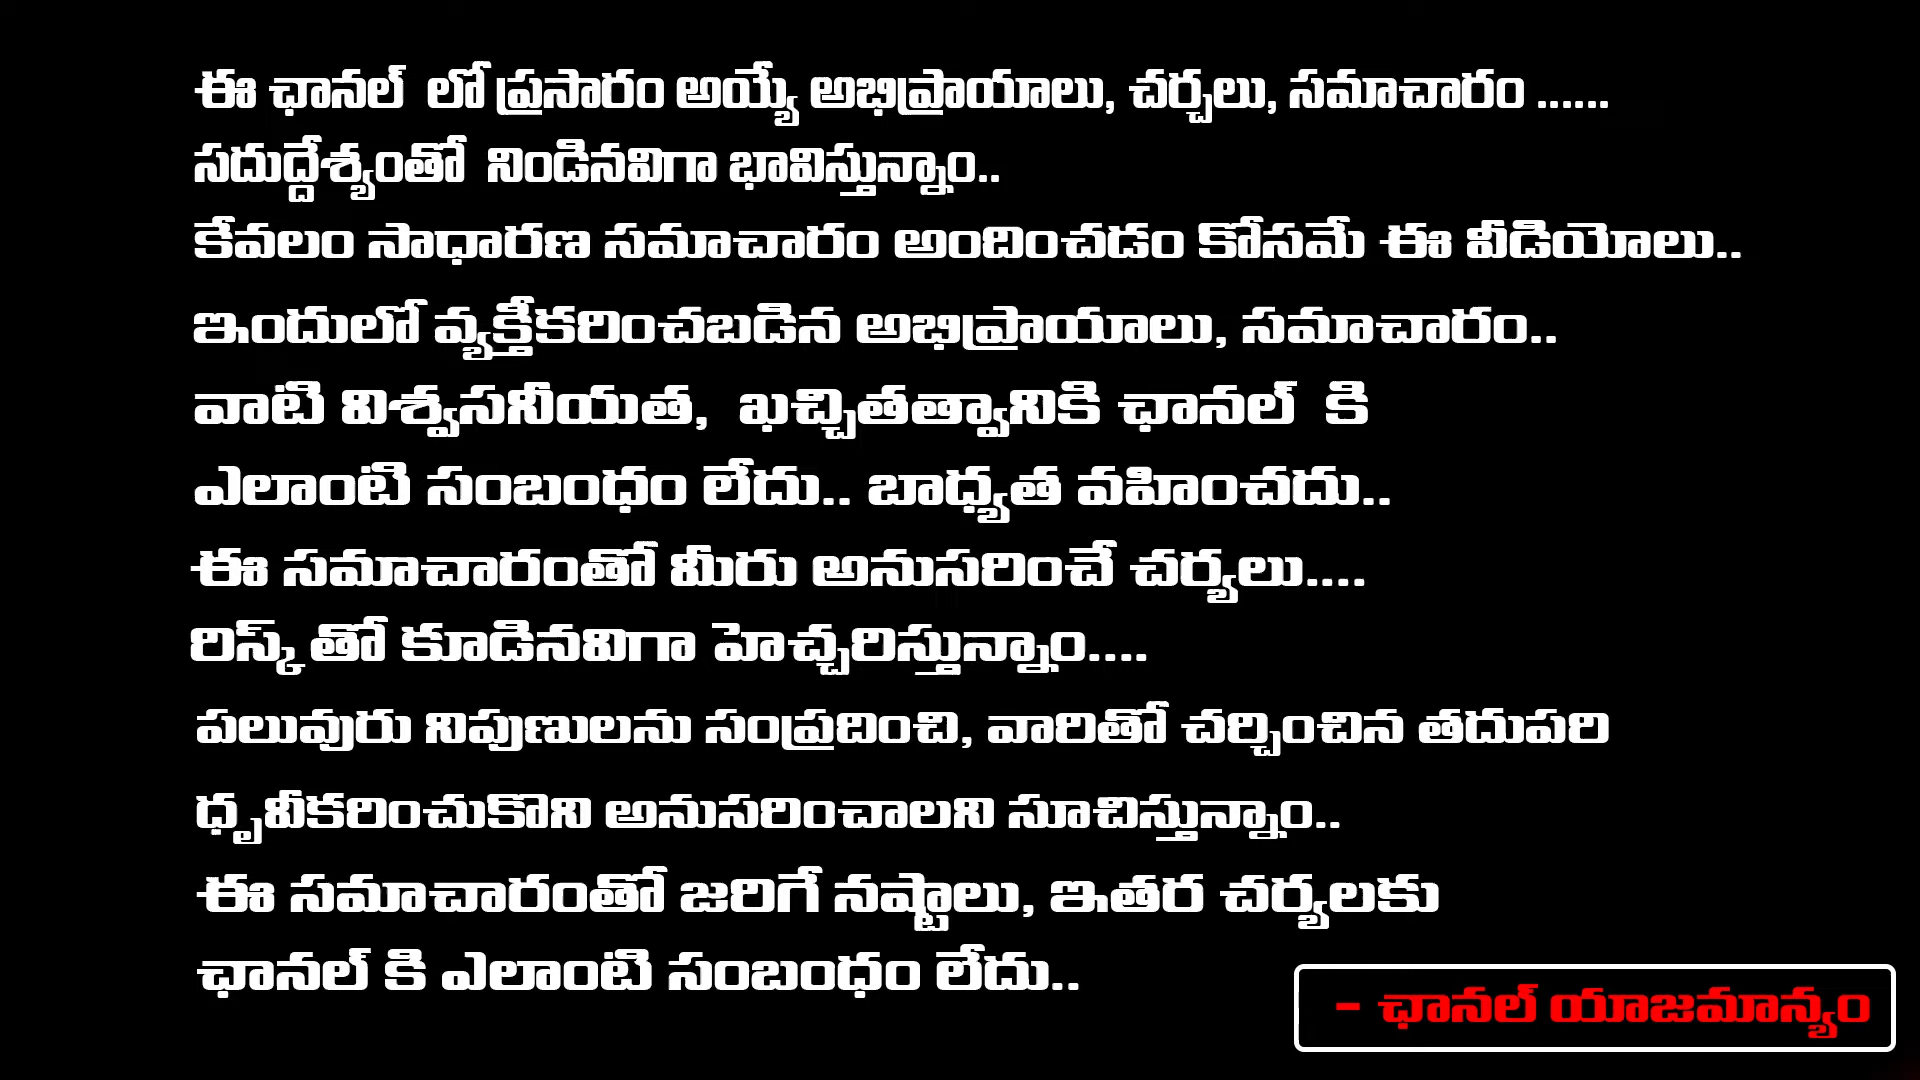 ఈ ఛానల్ లో ప్రసారం అయ్యే అభిప్రాయాలు, చర్చలు, సమాచారం ......
సదుద్దేశ్యంతో నిండినవిగా భావిస్తున్నాం..
కేవలం సాధారణ సమాచారం అందించడం కోసమే ఈ వీడియోలు..
ఇందులో వ్యక్తీకరించబడిన అభిప్రాయాలు, సమాచారం..
వాటి విశ్వసనీయత, ఖచ్చితత్వానికి ఛానల్ కి
ఎలాంటి సంబంధం లేదు.. బాధ్యత వహించదు..
ఈ సమాచారంతో మీరు అనుసరించే చర్యలు....
రిస్క్ తో కూడినవిగా హెచ్చరిస్తున్నాం....
పలువురు నిపుణులను సంప్రదించి, వారితో చర్చించిన తదుపరి
ధృవీకరించుకొని అనుసరించాలని సూచిస్తున్నాం..
ఈ సమాచారంతో జరిగే నష్టాలు, ఇతర చర్యలకు
ఛానల్ కి ఎలాంటి సంబంధం లేదు..
- ఛానల్ యాజమాన్యం